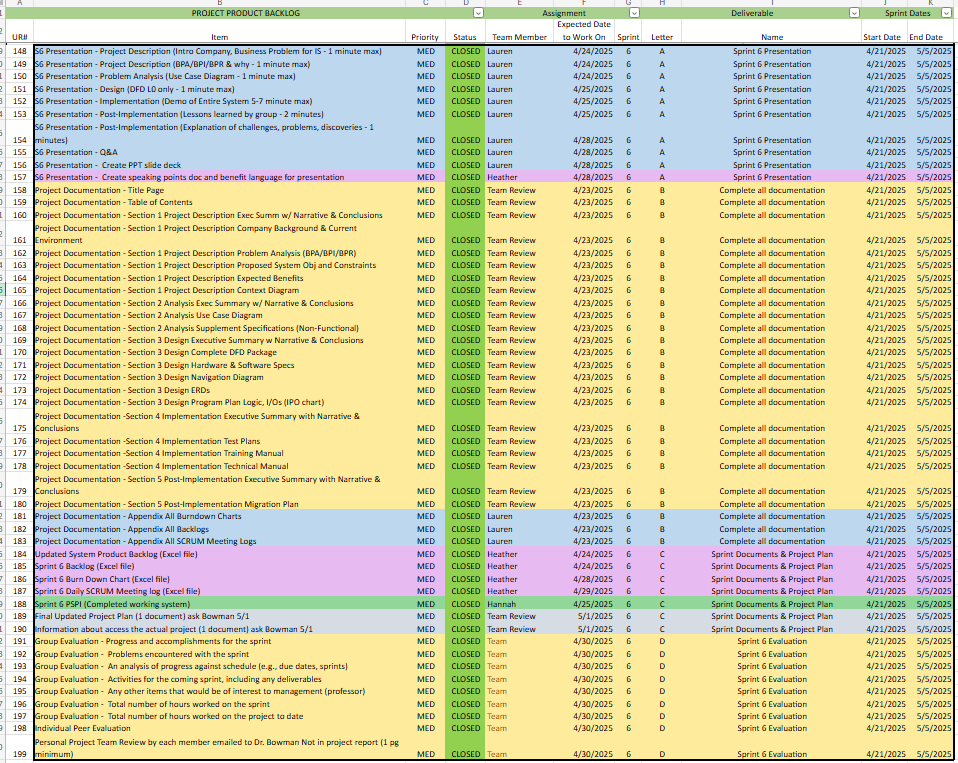 A B C D E F G H I J K
PROJECT PRODUCT BACKLOG Assignment Deliverable Sprint Dates
Expected Date
UR# Item Priority Status Team Member to Work On Sprint Letter Name Start Date End Date
148 S6 Presentation - Project Description (Intro Company, Business Problem for IS - 1 minute max) MED CLOSED Lauren 4/24/2025 6 A Sprint 6 Presentation 4/21/2025 5/5/2025
149 S6 Presentation - Project Description (BPA/BPI/BPR & why - 1 minute max) MED CLOSED Lauren 4/24/2025 6 A Sprint 6 Presentation 4/21/2025 5/5/2025
150 S6 Presentation - Problem Analysis (Use Case Diagram - 1 minute max) MED CLOSED Lauren 4/24/2025 6 A Sprint 6 Presentation 4/21/2025 5/5/2025
151 S6 Presentation - Design (DFD L0 only - 1 minute max) MED CLOSED Lauren 4/25/2025 6 A Sprint 6 Presentation 4/21/2025 5/5/2025
152 S6 Presentation - Implementation (Demo of Entire System 5-7 minute max) MED CLOSED Lauren 4/25/2025 6 A Sprint 6 Presentation 4/21/2025 5/5/2025
153 S6 Presentation - Post-Implementation (Lessons learned by group - 2 minutes) MED CLOSED Lauren 4/25/2025 6 A Sprint 6 Presentation 4/21/2025 5/5/2025
S6 Presentation - Post-Implementation (Explanation of challenges, problems, discoveries - 1
154 minutes) MED CLOSED Lauren 4/28/2025 6 A Sprint 6 Presentation 4/21/2025 5/5/2025
155 S6 Presentation - Q&A MED CLOSED Lauren 4/28/2025 6 A Sprint 6 Presentation 4/21/2025 5/5/2025
156 S6 Presentation - Create PPT slide deck MED CLOSED Lauren 4/28/2025 6 A Sprint 6 Presentation 4/21/2025 5/5/2025
157 S6 Presentation - Create speaking points doc and benefit language for presentation MED CLOSED Heather 4/28/2025 6 A Sprint 6 Presentation 4/21/2025 5/5/2025
158 Project Documentation - Title Page MED CLOSED Team Review 4/23/2025 6 B Complete all documentation 4/21/2025 5/5/2025
159 Project Documentation - Table of Contents MED CLOSED Team Review 4/23/2025 6 B Complete all documentation 4/21/2025 5/5/2025
160 Project Documentation - Section 1 Project Description Exec Summ w/ Narrative & Conclusions MED CLOSED Team Review 4/23/2025 6 B Complete all documentation 4/21/2025 5/5/2025
Project Documentation - Section 1 Project Description Company Background & Current
161 Environment MED CLOSED Team Review 4/23/2025 6 B Complete all documentation 4/21/2025 5/5/2025
162 Project Documentation - Section 1 Project Description Problem Analysis (BPA/BPI/BPR) MED CLOSED Team Review 4/23/2025 6 B Complete all documentation 4/21/2025 5/5/2025
163 Project Documentation - Section 1 Project Description Proposed System Obj and Constraints MED CLOSED Team Review 4/23/2025 6 B Complete all documentation 4/21/2025 5/5/2025
164 Project Documentation - Section 1 Project Description Expected Benefits MED CLOSED Team Review 4/23/2025 6 B Complete all documentation 4/21/2025 5/5/2025
165 Project Documentation - Section 1 Project Description Context Diagram MED CLOSED Team Review 4/23/2025 6 B Complete all documentation 4/21/2025 5/5/2025
166 Project Documentation - Section 2 Analysis Exec Summary w/ Narrative & Conclusions MED CLOSED Team Review 4/23/2025 6 B Complete all documentation 4/21/2025 5/5/2025
167 Project Documentation - Section 2 Analysis Use Case Diagram MED CLOSED Team Review 4/23/2025 6 B Complete all documentation 4/21/2025 5/5/2025
168 Project Documentation - Section 2 Analysis Supplement Specifications (Non-Functional) MED CLOSED Team Review 4/23/2025 6 B Complete all documentation 4/21/2025 5/5/2025
169 Project Documentation - Section 3 Design Executive Summary w Narrative & Conclusions MED CLOSED Team Review 4/23/2025 6 B Complete all documentation 4/21/2025 5/5/2025
170 Project Documentation - Section 3 Design Complete DFD Package MED CLOSED Team Review 4/23/2025 6 B Complete all documentation 4/21/2025 5/5/2025
171 Project Documentation - Section 3 Design Hardware & Software Specs MED CLOSED Team Review 4/23/2025 6 B Complete all documentation 4/21/2025 5/5/2025
172 Project Documentation - Section 3 Design Navigation Diagram MED CLOSED Team Review 4/23/2025 6 B Complete all documentation 4/21/2025 5/5/2025
173 Project Documentation - Section 3 Design ERDs MED CLOSED Team Review 4/23/2025 6 B Complete all documentation 4/21/2025 5/5/2025
174 Project Documentation - Section 3 Design Program Plan Logic, I/Os (IPO chart) MED CLOSED Team Review 4/23/2025 6 B Complete all documentation 4/21/2025 5/5/2025
Project Documentation -Section 4 Implementation Executive Summary with Narrative &
175 Conclusions MED CLOSED Team Review 4/23/2025 6 B Complete all documentation 4/21/2025 5/5/2025
176 Project Documentation -Section 4 Implementation Test Plans MED CLOSED Team Review 4/23/2025 6 B Complete all documentation 4/21/2025 5/5/2025
177 Project Documentation -Section 4 Implementation Training Manual MED CLOSED Team Review 4/23/2025 6 B Complete all documentation 4/21/2025 5/5/2025
178 Project Documentation -Section 4 Implementation Technical Manual MED CLOSED Team Review 4/23/2025 6 B Complete all documentation 4/21/2025 5/5/2025
Project Documentation - Section 5 Post-Implementation Executive Summary with Narrative &
179 Conclusions MED CLOSED Team Review 4/23/2025 6 B Complete all documentation 4/21/2025 5/5/2025
180 Project Documentation - Section 5 Post-Implementation Migration Plan MED CLOSED Team Review 4/23/2025 6 B Complete all documentation 4/21/2025 5/5/2025
181 Project Documentation - Appendix All Burndown Charts MED CLOSED Lauren 4/23/2025 6 B Complete all documentation 4/21/2025 5/5/2025
182 Project Documentation - Appendix All Backlogs MED CLOSED Lauren 4/23/2025 6 B Complete all documentation 4/21/2025 5/5/2025
183 Project Documentation - Appendix All SCRUM Meeting Logs MED CLOSED Lauren 4/23/2025 6 B Complete all documentation 4/21/2025 5/5/2025
184 Updated System Product Backlog (Excel file) MED CLOSED Heather 4/24/2025 6 C Sprint Documents & Project Plan 4/21/2025 5/5/2025
185 Sprint 6 Backlog (Excel file) MED CLOSED Heather 4/24/2025 6 C Sprint Documents & Project Plan 4/21/2025 5/5/2025
186 Sprint 6 Burn Down Chart (Excel file) MED CLOSED Heather 4/28/2025 6 C Sprint Documents & Project Plan 4/21/2025 5/5/2025
187 Sprint 6 Daily SCRUM Meeting log (Excel file) MED CLOSED Heather 4/29/2025 6 C Sprint Documents & Project Plan 4/21/2025 5/5/2025
188 Sprint 6 PSPI (Completed working system) MED CLOSED Hannah 4/25/2025 6 C Sprint Documents & Project Plan 4/21/2025 5/5/2025
189 Final Updated Project Plan (1 document) ask Bowman 5/1 MED CLOSED Team Review 5/1/2025 6 C Sprint Documents & Project Plan 4/21/2025 5/5/2025
190 Information about access the actual project (1 document) ask Bowman 5/1 MED CLOSED Team Review 5/1/2025 6 C Sprint Documents & Project Plan 4/21/2025 5/5/2025
191 Group Evaluation - Progress and accomplishments for the sprint MED CLOSED Team 4/30/2025 6 D Sprint 6 Evaluation 4/21/2025 5/5/2025
192 Group Evaluation - Problems encountered with the sprint MED CLOSED Team 4/30/2025 6 D Sprint 6 Evaluation 4/21/2025 5/5/2025
193 Group Evaluation - An analysis of progress against schedule (e.g., due dates, sprints) MED CLOSED Team 4/30/2025 6 D Sprint 6 Evaluation 4/21/2025 5/5/2025
194 Group Evaluation - Activities for the coming sprint, including any deliverables MED CLOSED Team 4/30/2025 6 D Sprint 6 Evaluation 4/21/2025 5/5/2025
195 Group Evaluation - Any other items that would be of interest to management (professor) MED CLOSED Team 4/30/2025 6 D Sprint 6 Evaluation 4/21/2025 5/5/2025
196 Group Evaluation - Total number of hours worked on the sprint MED CLOSED Team 4/30/2025 6 D Sprint 6 Evaluation 4/21/2025 5/5/2025
197 Group Evaluation - Total number of hours worked on the project to date MED CLOSED Team 4/30/2025 6 D Sprint 6 Evaluation 4/21/2025 5/5/2025
198 Individual Peer Evaluation MED CLOSED Team 4/30/2025 6 D Sprint 6 Evaluation 4/21/2025 5/5/2025
Personal Project Team Review by each member emailed to Dr. Bowman Not in project report (1 pg
199 minimum) MED CLOSED Team 4/30/2025 6 D Sprint 6 Evaluation 4/21/2025 5/5/2025